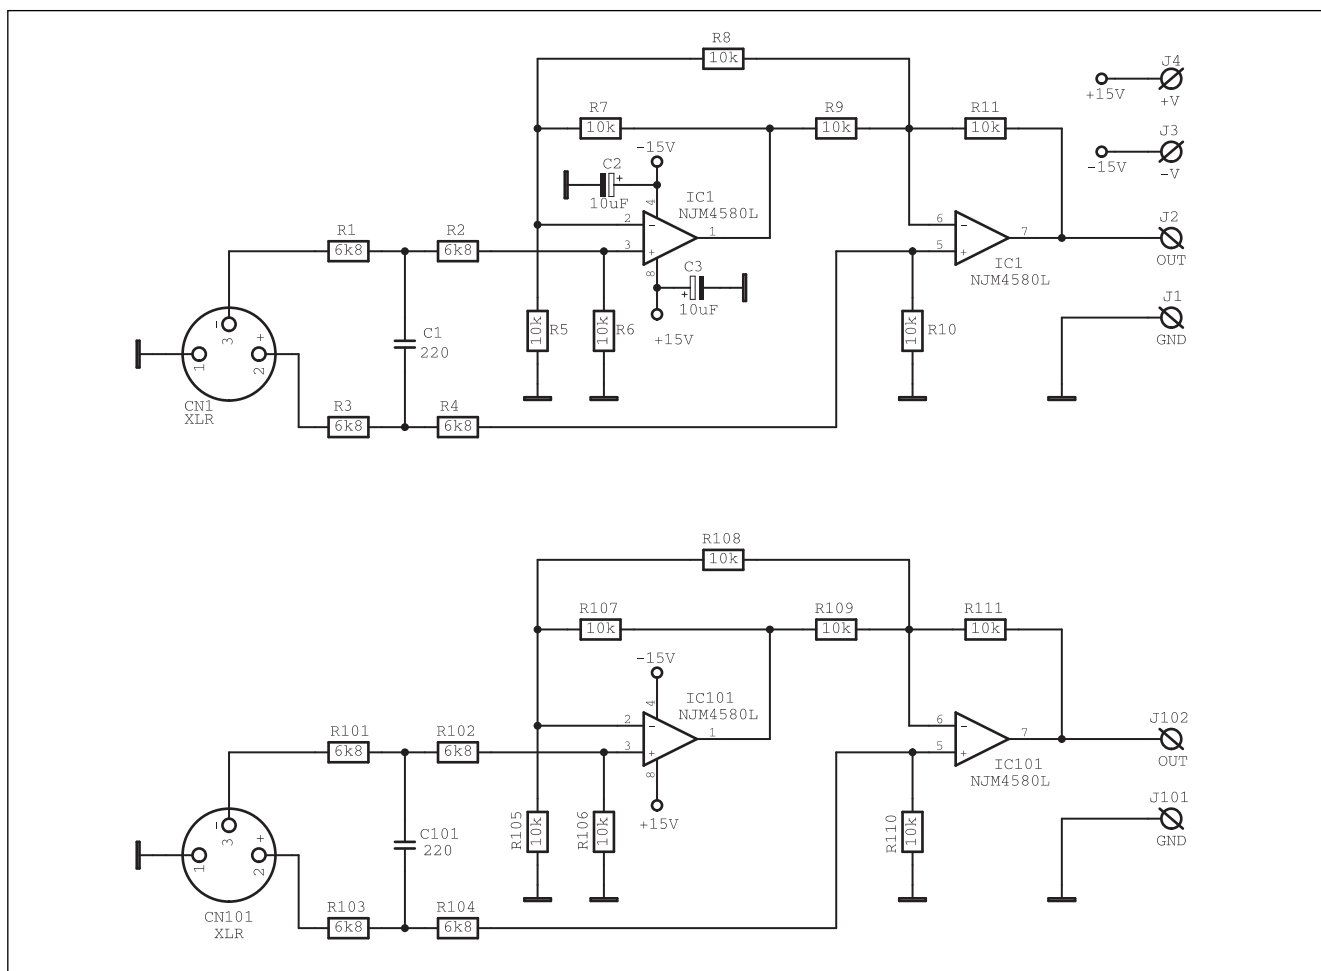 R8
10k
R7
10k
R9
10k
R11
10k
+15V
J4
+V
-15V
J3
-V
-15V
C2
+
10uF
4
IC1
NJM4580L
2
-
3
+
1
8
C3
+
10uF
+15V
R1
6k8
R2
6k8
6
-
5
+
7
IC1
NJM4580L
J2
OUT
J1
GND
R5
10k
R6
10k
R10
10k
C1
220
-
3
+
1
2
CN1
XLR
R3
6k8
R4
6k8
R108
10k
R107
10k
R109
10k
R111
10k
-15V
4
IC101
NJM4580L
2
-
3
+
1
8
+15V
R101
6k8
R102
6k8
6
-
5
+
7
IC101
NJM4580L
J102
OUT
J101
GND
R105
10k
R106
10k
R110
10k
C101
220
-
3
+
1
2
CN101
XLR
R103
6k8
R104
6k8